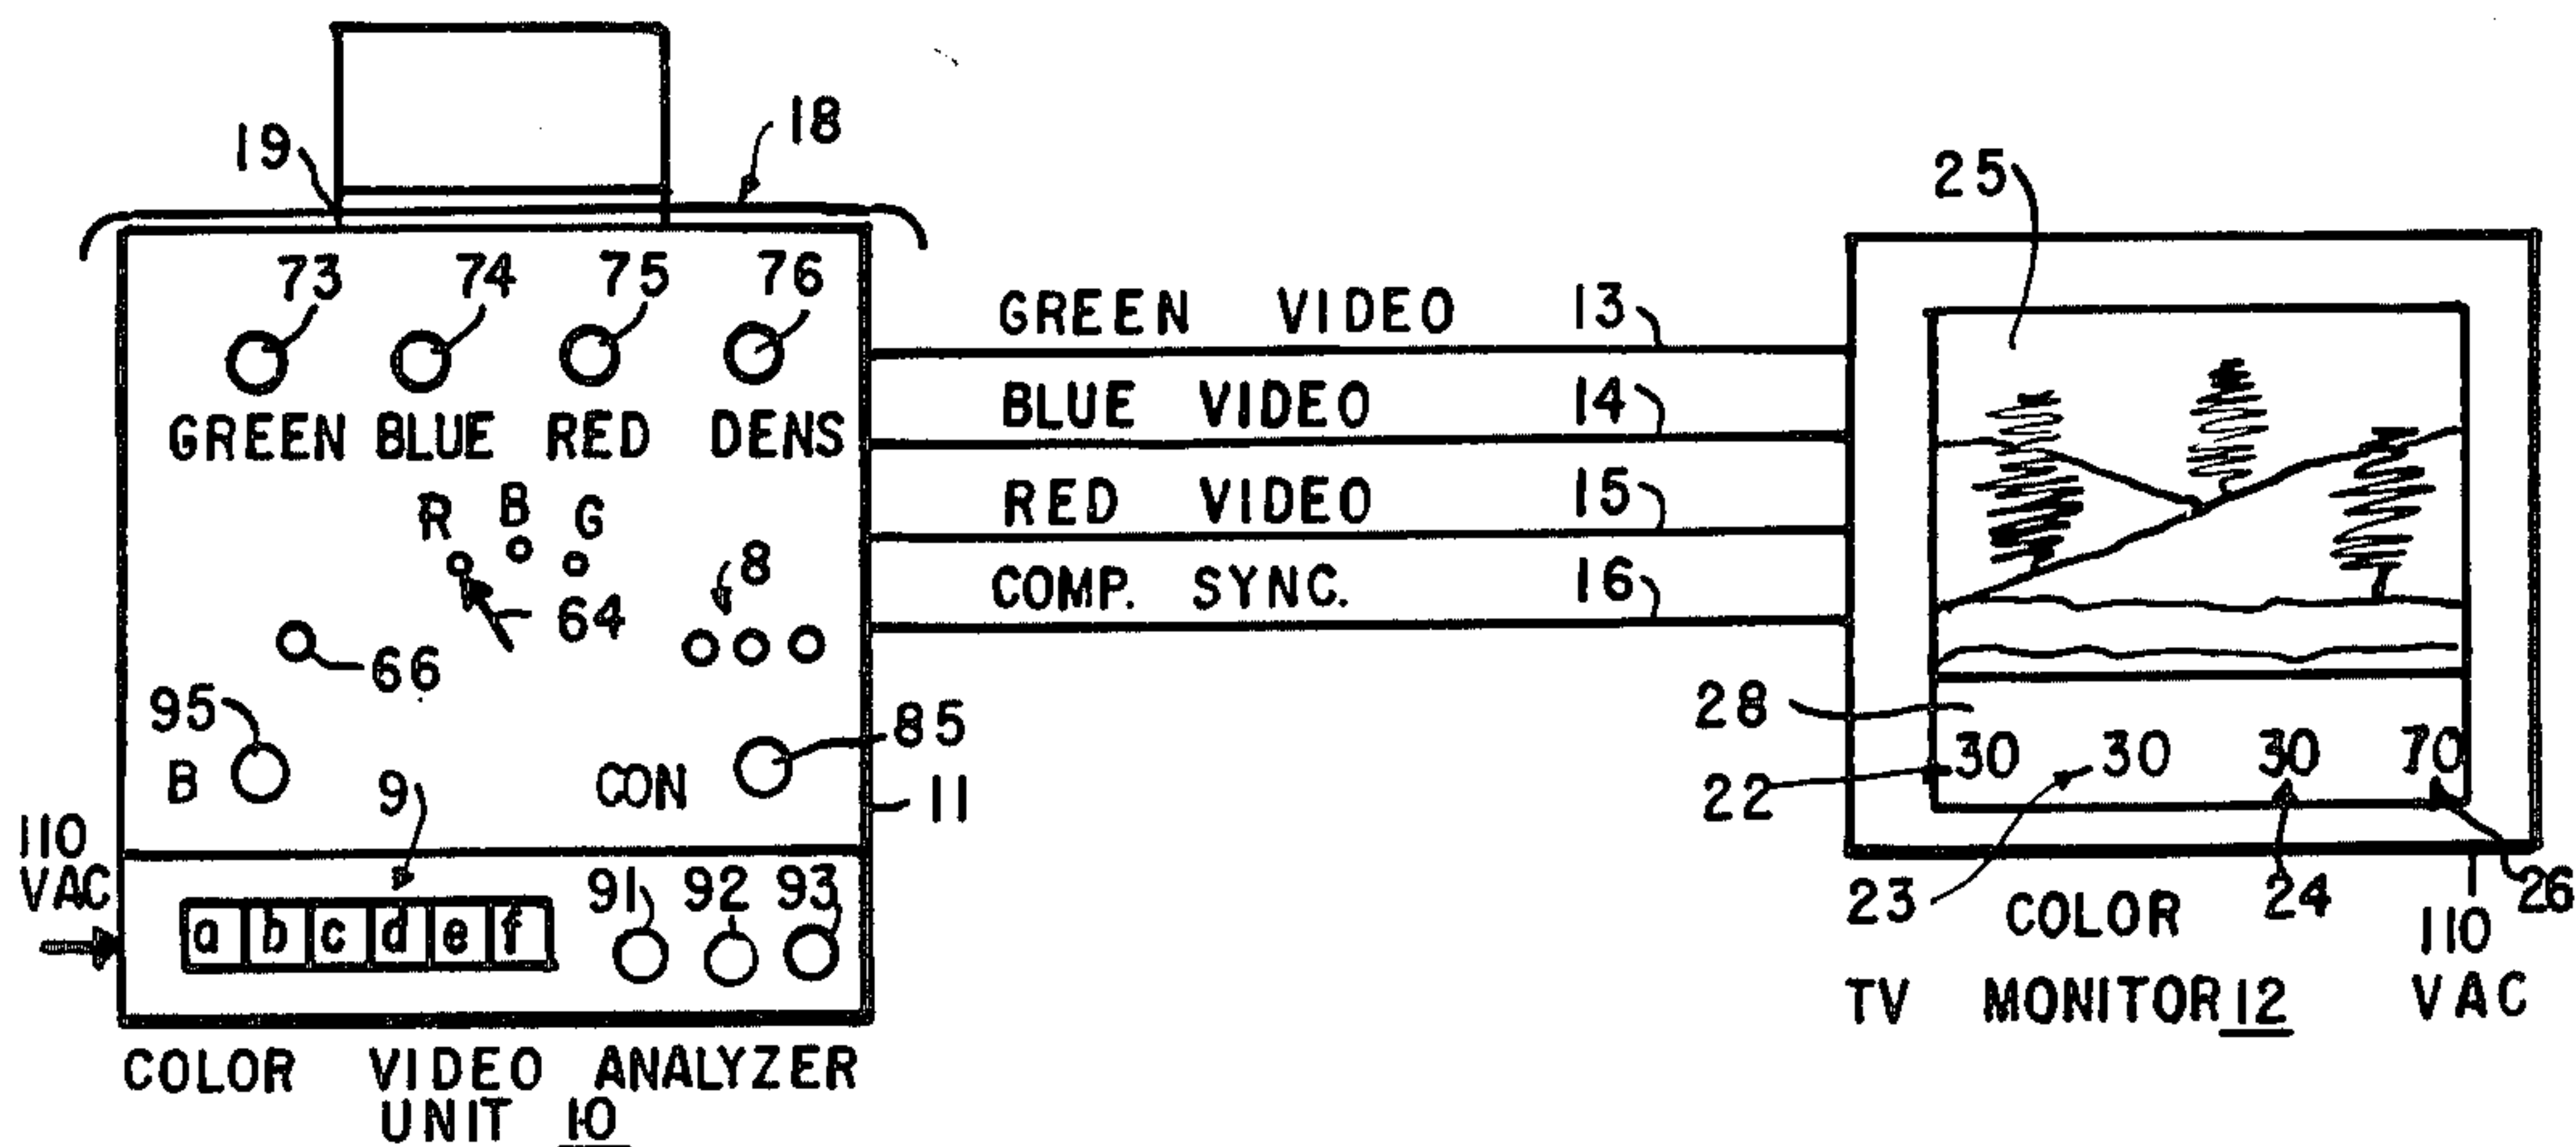 19
18
73 74 75 76
GREEN BLUE RED DENS
R B G
64
8
66
95
B
CON
85
11
9
110
VAC
a b c d e f
91 92 93
COLOR VIDEO ANALYZER
UNIT 10
GREEN VIDEO 13
BLUE VIDEO 14
RED VIDEO 15
COMP. SYNC. 16
25
28
30 30 30 70
22
23
24
26
COLOR
TV MONITOR 12
110
VAC